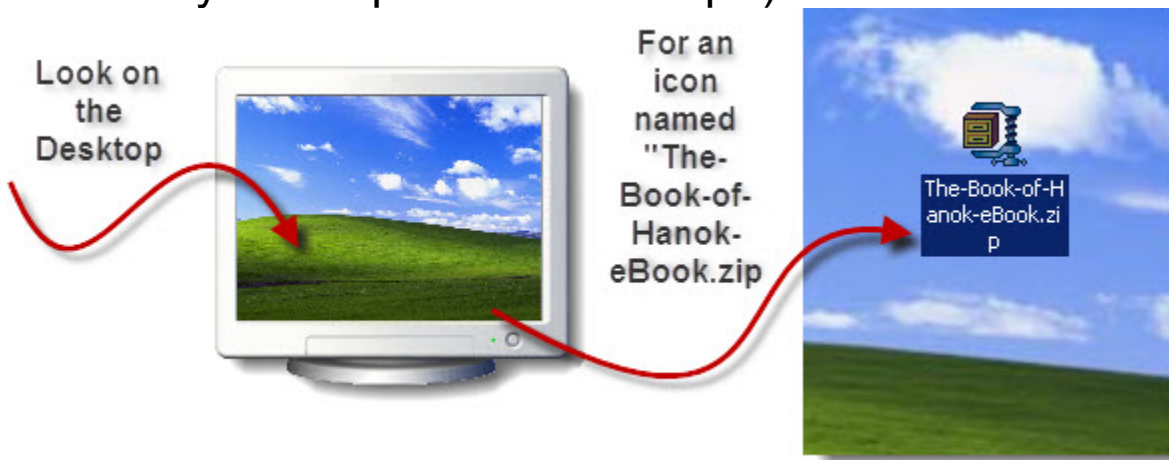 Look on
the
Desktop
For an
icon
named
"The-
Book-of-
Hanok-
eBook.zip
The-Book-of-H
anok-eBook.zi
p